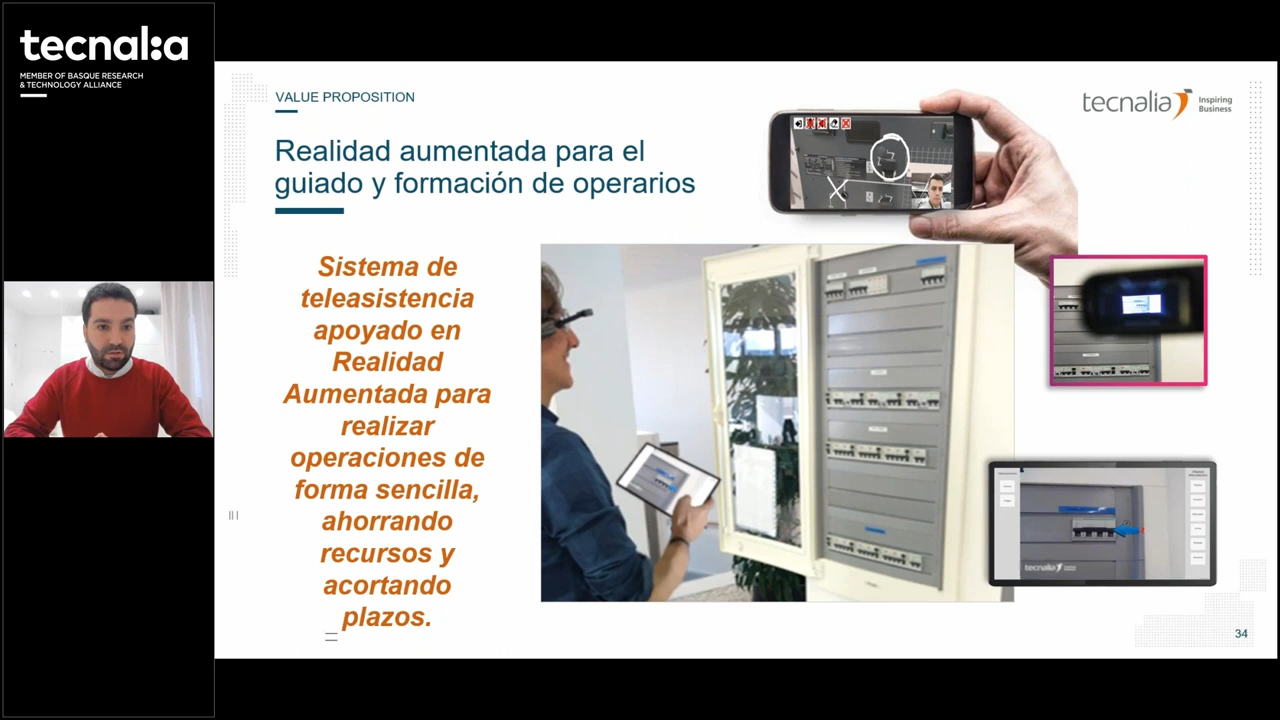 tecnal:a
MEMBER OF BASQUE RESEARCH
& TECHNOLOGY ALLIANCE
VALUE PROPOSITION
Realidad aumentada para el
guiado y formación de operarios
tecnalia
Inspiring
Business
Sistema de
teleasistencia
apoyado en
Realidad
Aumentada para
realizar
operaciones de
forma sencilla,
ahorrando
recursos y
acortando
plazos.
tecnalia
34